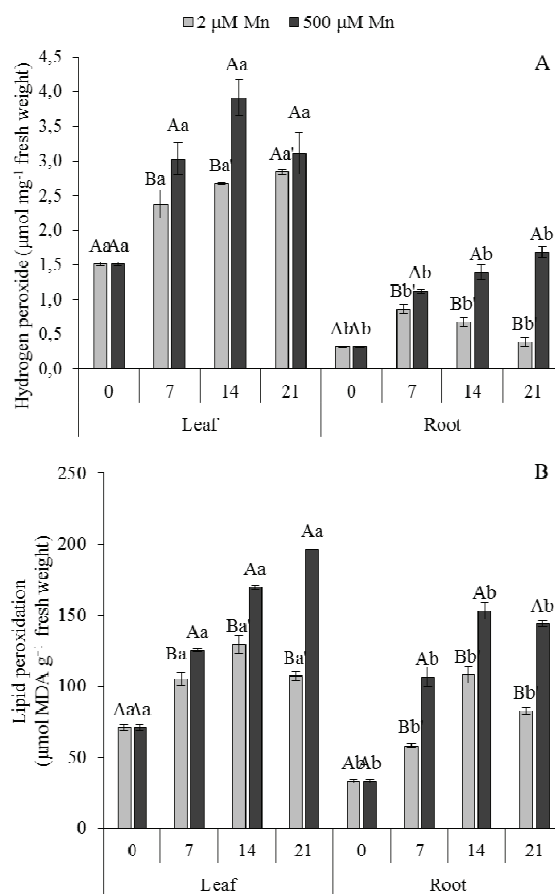 2 µM Mn 500 µM Mn
A
Hydrogen peroxide (µmol mg⁻¹ fresh weight)
4,5
4,0
3,5
3,0
2,5
2,0
1,5
1,0
0,5
0,0
Aa Aa Ba Aa Ba' Aa Aa' Aa Ab Ab Bb' Ab Bb' Ab Bb' Ab
0 7 14 21 0 7 14 21
Leaf Root
B
Lipid peroxidation
(µmol MDA g⁻¹ fresh weight)
250
200
150
100
50
0
Aa Aa Ba Aa Ba' Aa Ba' Aa Ab Ab Bb' Ab Bb' Ab Bb' Ab
0 7 14 21 0 7 14 21
Leaf Root